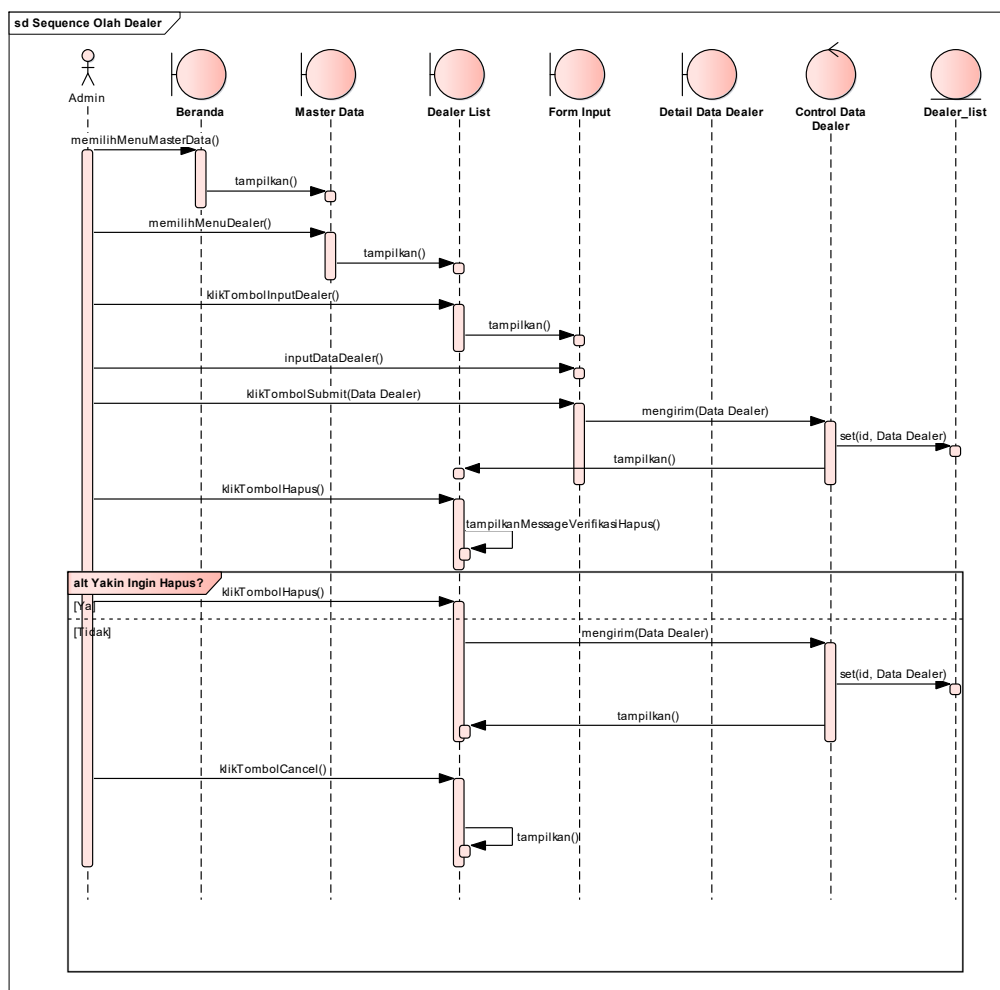 sd Sequence Olah Dealer
Admin
Beranda
Master Data
Dealer List
Form Input
Detail Data Dealer
Control Data
Dealer
Dealer_list
memilihMenuMasterData()
tampilkan()
memilihMenuDealer()
tampilkan()
klikTombolInputDealer()
tampilkan()
inputDataDealer()
klikTombolSubmit(Data Dealer)
mengirim(Data Dealer)
set(id, Data Dealer)
tampilkan()
klikTombolHapus()
tampilkanMessageVerifikasiHapus()
alt Yakin Ingin Hapus?
klikTombolHapus()
[Ya]
[Tidak]
mengirim(Data Dealer)
set(id, Data Dealer)
tampilkan()
klikTombolCancel()
tampilkan()